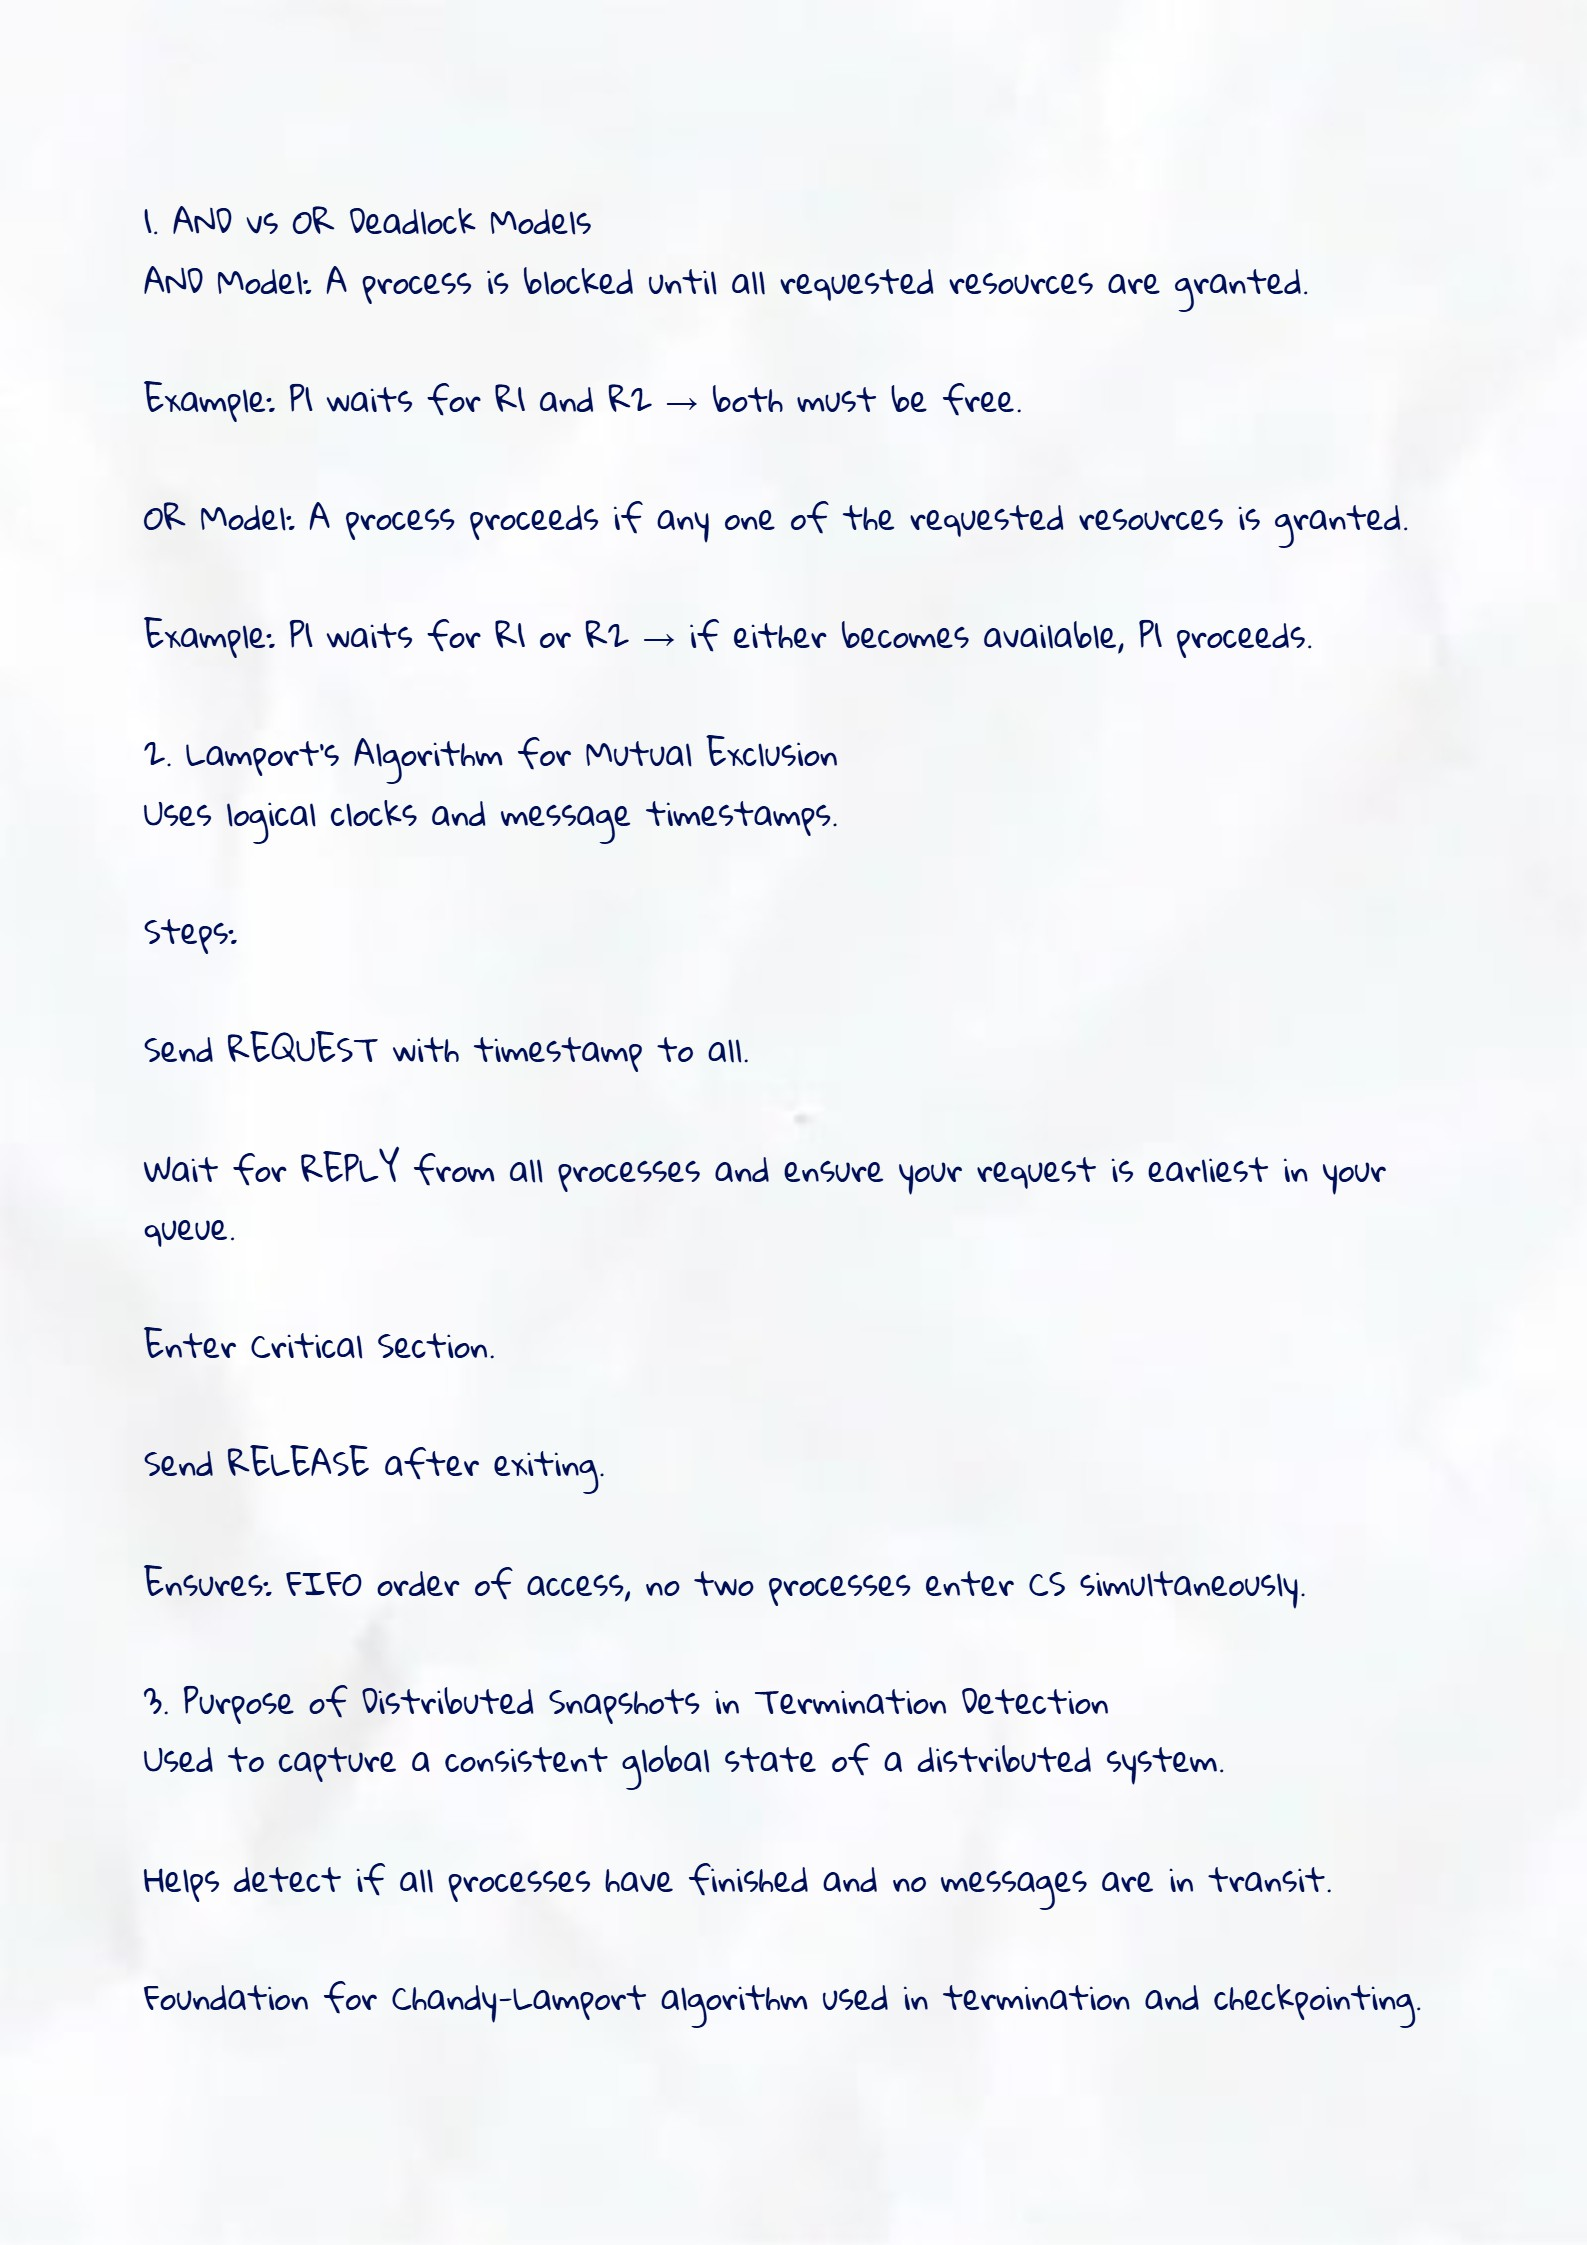 1. AND vs OR Deadlock Models
AND Model: A process is blocked until all requested resources are granted.
Example: P1 waits for R1 and R2 → both must be free.
OR Model: A process proceeds if any one of the requested resources is granted.
Example: P1 waits for R1 or R2 → if either becomes available, P1 proceeds.
2. Lamport's Algorithm for Mutual Exclusion
Uses logical clocks and message timestamps.
Steps:
Send REQUEST with timestamp to all.
Wait for REPLY from all processes and ensure your request is earliest in your
queue.
Enter Critical Section.
Send RELEASE after exiting.
Ensures: FIFO order of access, no two processes enter CS simultaneously.
3. Purpose of Distributed Snapshots in Termination Detection
Used to capture a consistent global state of a distributed system.
Helps detect if all processes have finished and no messages are in transit.
Foundation for Chandy-Lamport algorithm used in termination and checkpointing.